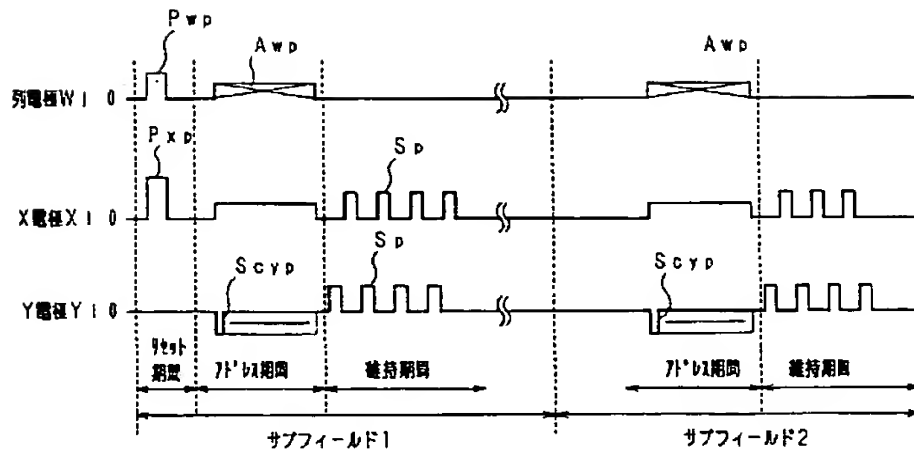 Pwp
Awp
Awp
列電極Wi 0
Pxp
Sp
X電極Xi 0
Sp
Scyp
Scyp
Y電極Yi 0
リセット
期間
アドレス期間
維持期間
アドレス期間
維持期間
サブフィールド1
サブフィールド2